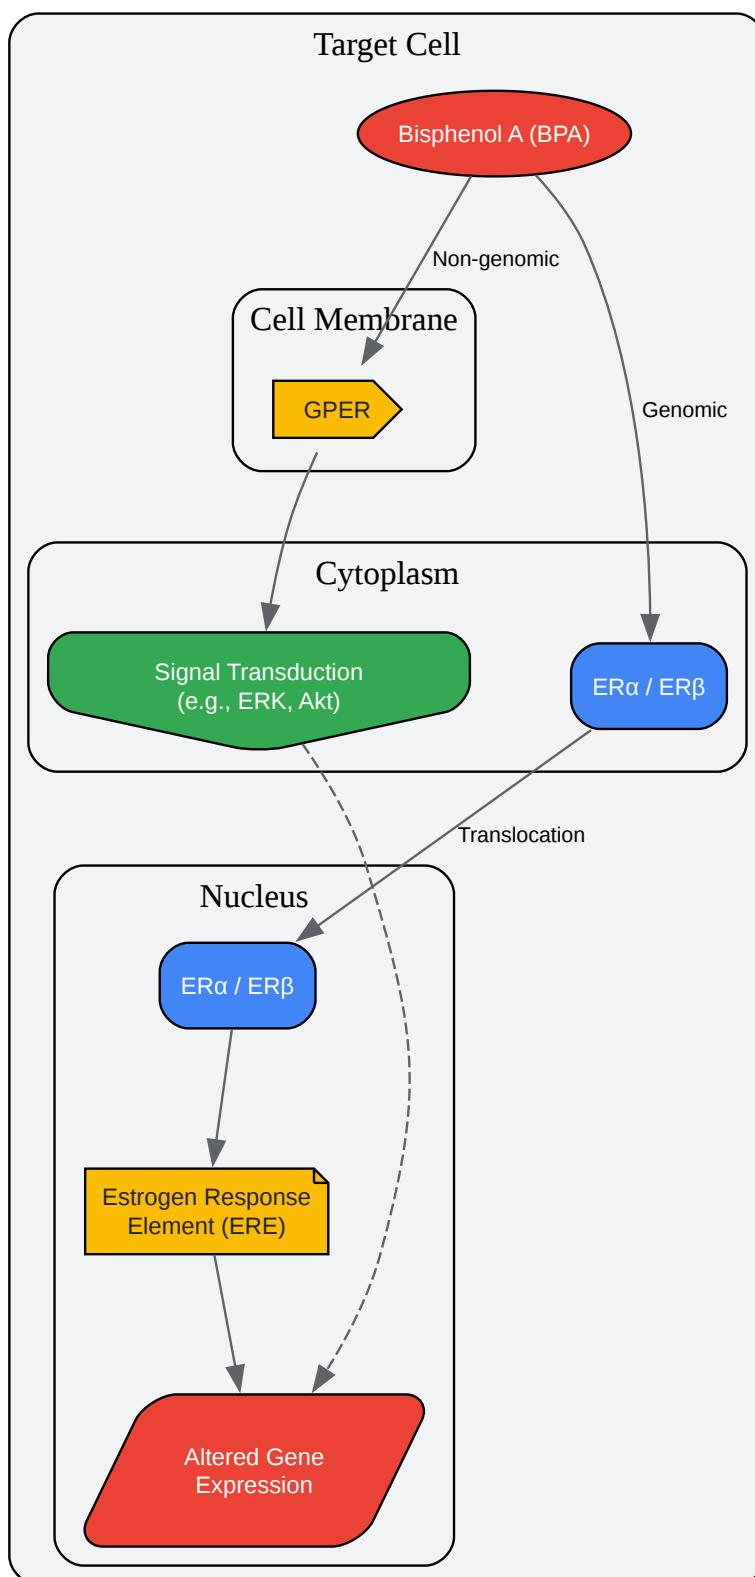 Target Cell
Bisphenol A (BPA)
Non-genomic
Cell Membrane
GPER
Genomic
Cytoplasm
Signal Transduction
(e.g., ERK, Akt)
ERα / ERβ
Translocation
Nucleus
ERα / ERβ
Estrogen Response
Element (ERE)
Altered Gene
Expression